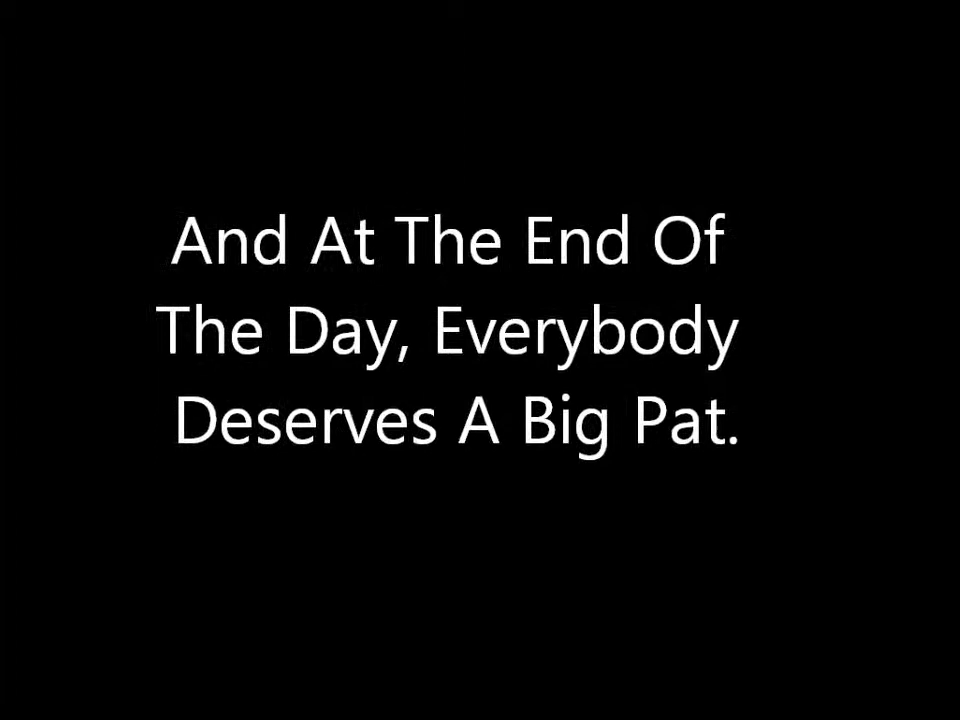 And At The End Of
The Day, Everybody
Deserves A Big Pat.